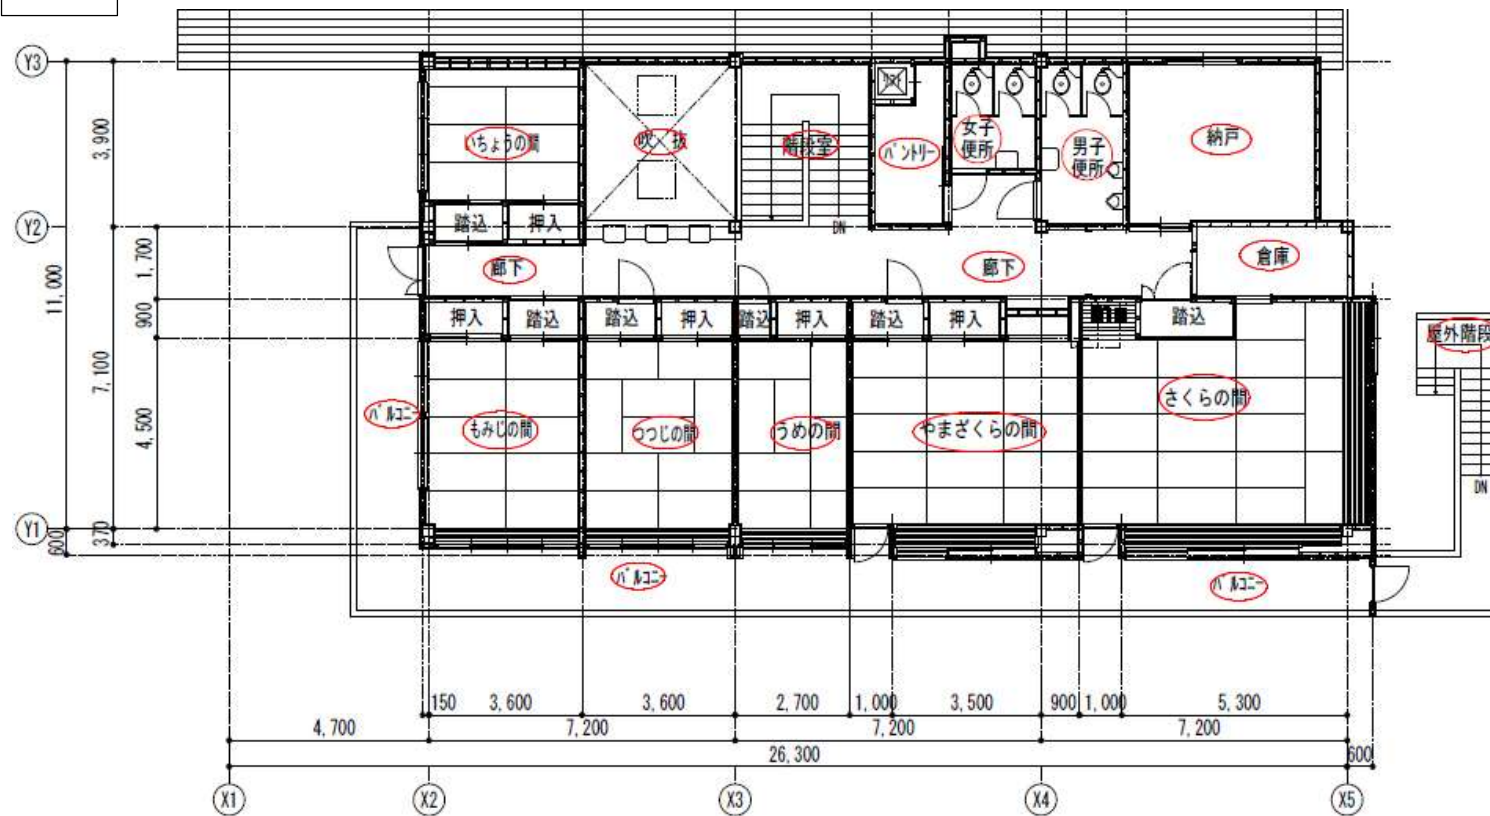 Y3
Y2
Y1
3,900
11,000
1,700
900
7,100
4,500
600
370
いちょうの間
吹抜
階段室
リフト
パントリー
女子
便所
男子
便所
納戸
踏込
押入
DN
廊下
廊下
倉庫
押入
踏込
踏込
押入
踏込
押入
踏込
押入
踏込
屋外階段
バルコニー
もみじの間
つつじの間
うめの間
やまざくらの間
さくらの間
DN
バルコニー
バルコニー
150
3,600
3,600
2,700
1,000
3,500
900
1,000
5,300
4,700
7,200
7,200
7,200
26,300
600
X1
X2
X3
X4
X5